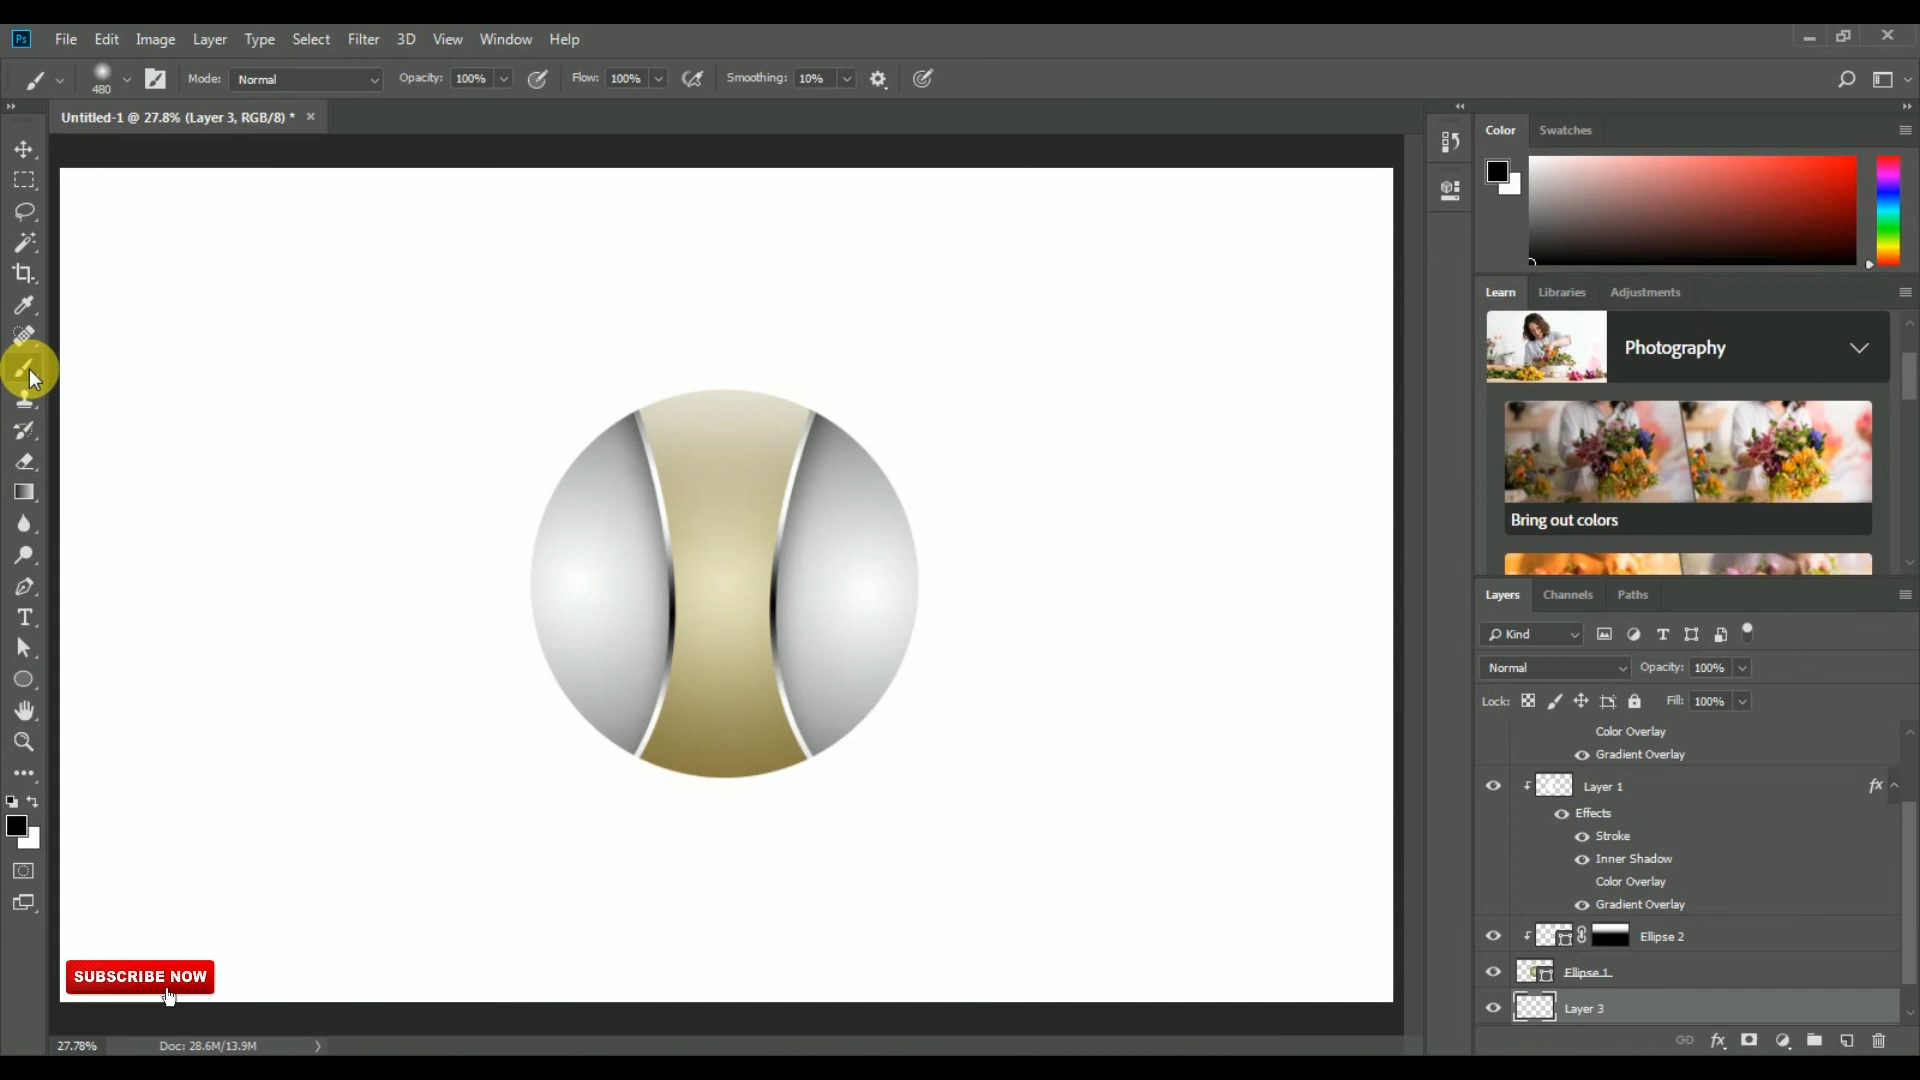 Ps File Edit Image Layer Type Select Filter 3D View Window Help
480 Mode: Normal Opacity: 100% Flow: 100% Smoothing: 10%
Untitled-1 @ 27.8% (Layer 3, RGB/8) *
Color Swatches
Learn Libraries Adjustments
Photography
Bring out colors
Layers Channels Paths
Kind
Normal Opacity: 100%
Lock: Fill: 100%
Color Overlay
Gradient Overlay
Layer 1 fx
Effects
Stroke
Inner Shadow
Color Overlay
Gradient Overlay
Ellipse 2
Ellipse 1
Layer 3
fx
SUBSCRIBE NOW
27.78% Doc: 28.6M/13.9M